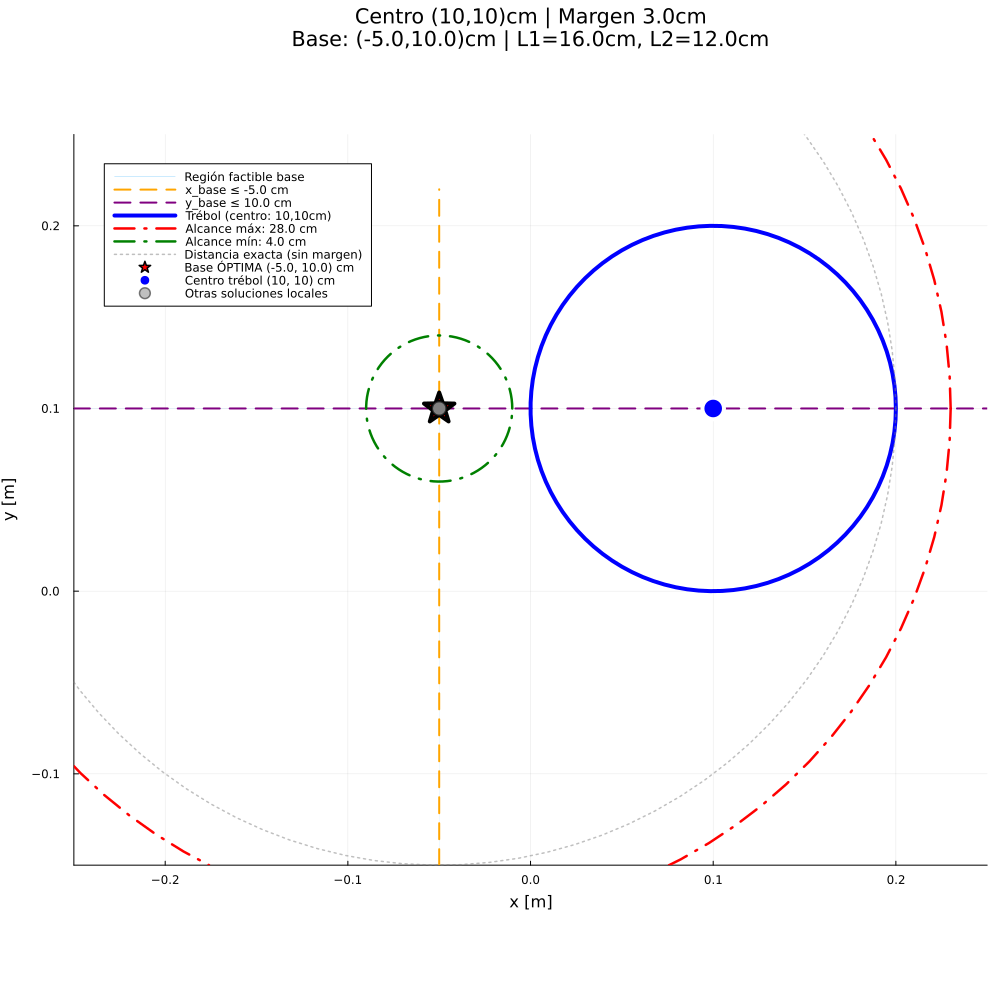 Centro (10,10)cm | Margen 3.0cm
Base: (-5.0,10.0)cm | L1=16.0cm, L2=12.0cm
Región factible base
x_base ≤ -5.0 cm
y_base ≤ 10.0 cm
Trébol (centro: 10,10cm)
Alcance máx: 28.0 cm
Alcance mín: 4.0 cm
Distancia exacta (sin margen)
Base ÓPTIMA (-5.0, 10.0) cm
Centro trébol (10, 10) cm
Otras soluciones locales
0.2
0.1
0.0
−0.1
y [m]
−0.2
−0.1
0.0
0.1
0.2
x [m]